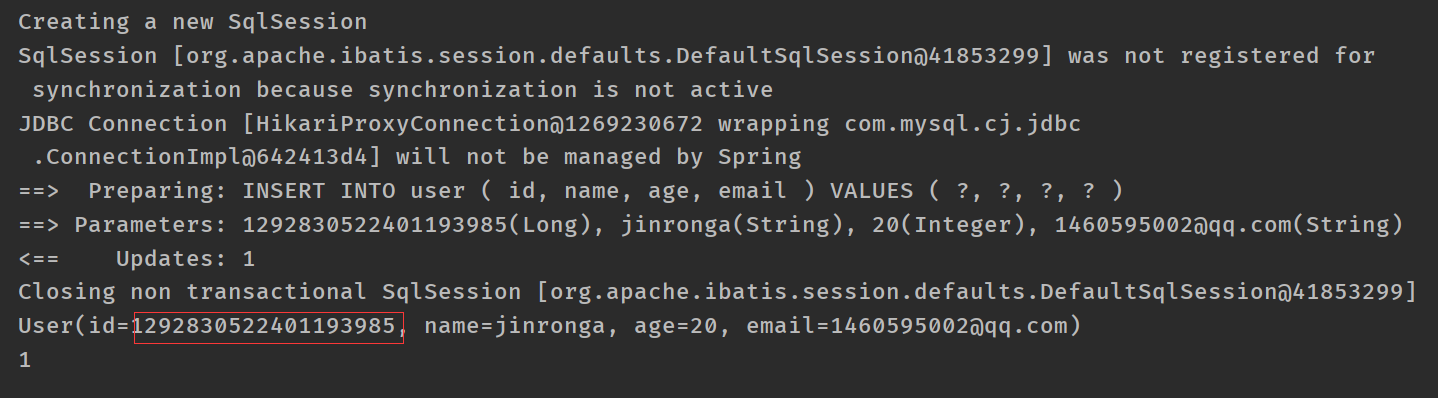 Creating a new SqlSession
SqlSession [org.apache.ibatis.session.defaults.DefaultSqlSession@41853299] was not registered for
synchronization because synchronization is not active
JDBC Connection [HikariProxyConnection@1269230672 wrapping com.mysql.cj.jdbc
.ConnectionImpl@642413d4] will not be managed by Spring
==>  Preparing: INSERT INTO user ( id, name, age, email ) VALUES ( ?, ?, ?, ? )
==> Parameters: 1292830522401193985(Long), jinronga(String), 20(Integer), 1460595002@qq.com(String)
<==    Updates: 1
Closing non transactional SqlSession [org.apache.ibatis.session.defaults.DefaultSqlSession@41853299]
User(id=1292830522401193985, name=jinronga, age=20, email=1460595002@qq.com)
1